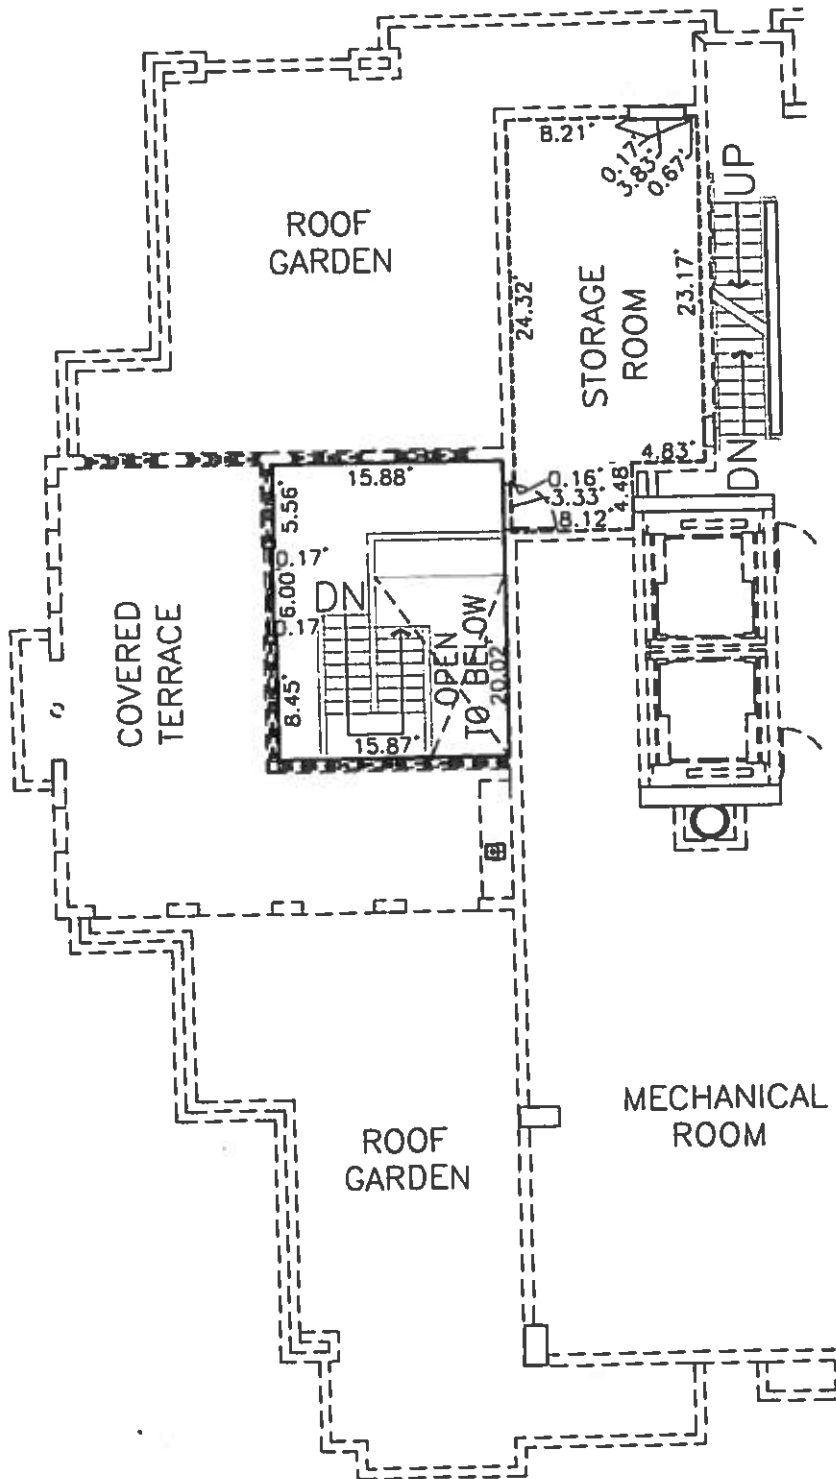 8.21'
0.17'
3.83'
0.67'
UP
ROOF
GARDEN
24.32'
STORAGE
ROOM
23.17'
4.83'
DN
15.88'
0.16'
3.33'
4.48
8.12'
5.56'
0.17'
6.00
0.17'
8.45'
DN
OPEN
TO BELOW
20.02'
15.87'
COVERED
TERRACE
MECHANICAL
ROOM
ROOF
GARDEN